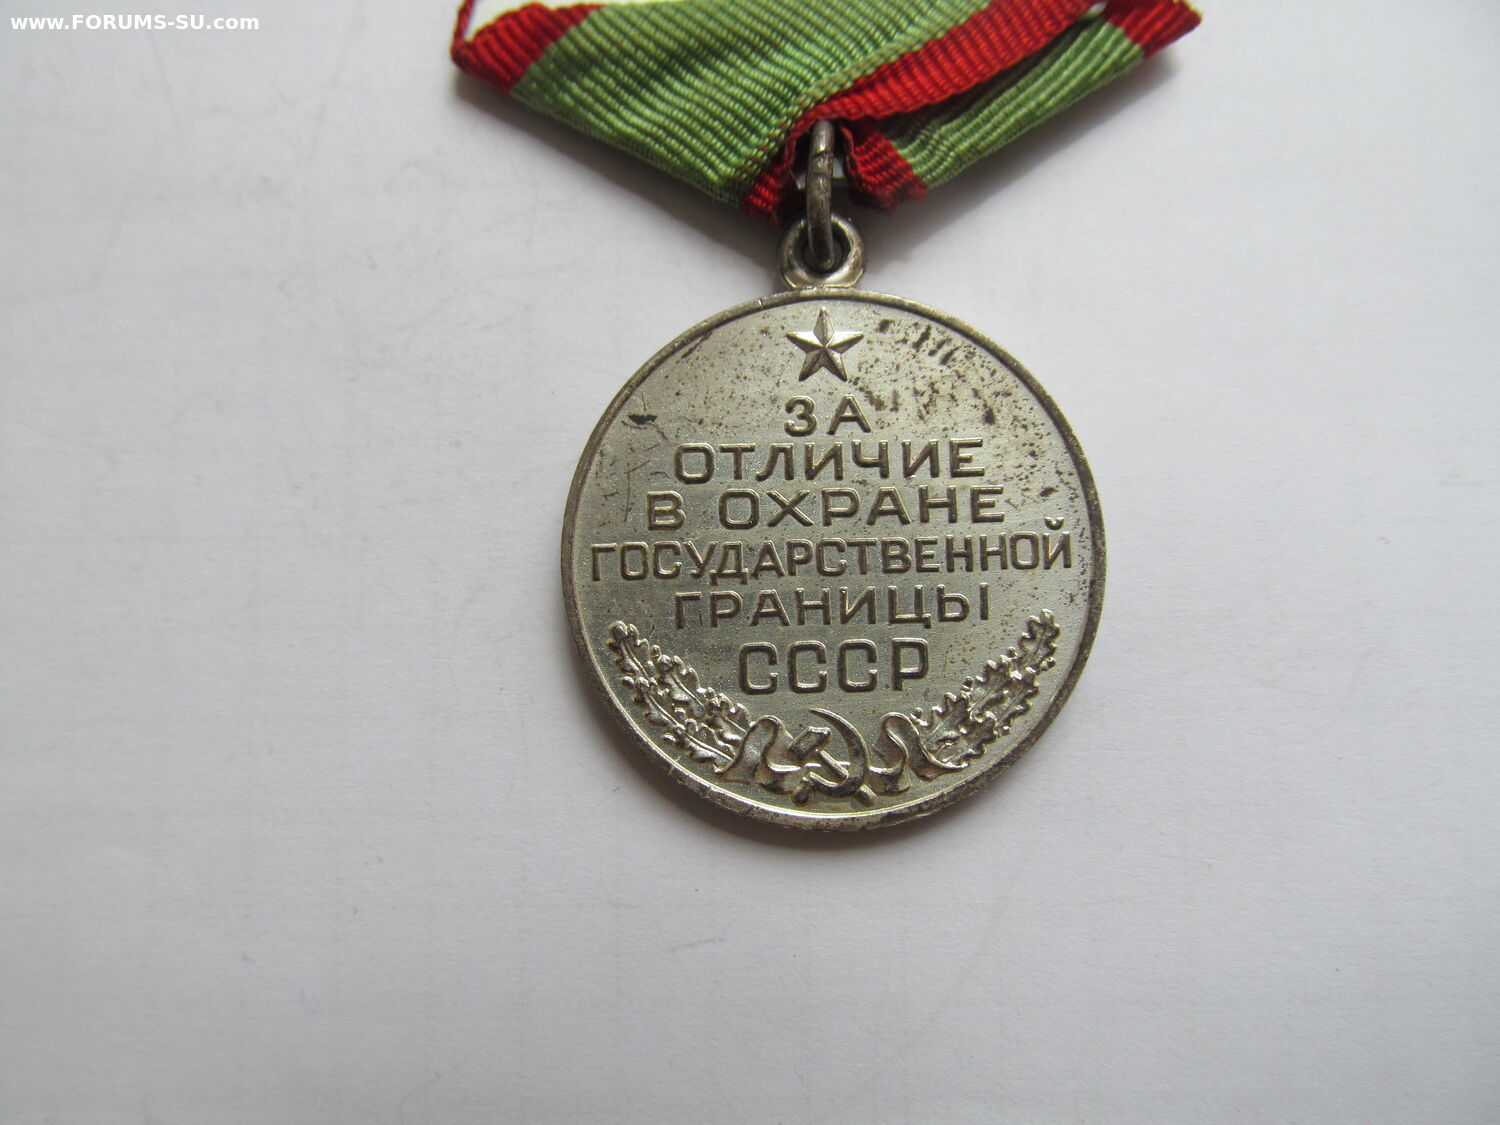 www.FORUMS-SU.com
ЗА
ОТЛИЧИЕ
В ОХРАНЕ
ГОСУДАРСТВЕННОЙ
ГРАНИЦЫ
СССР